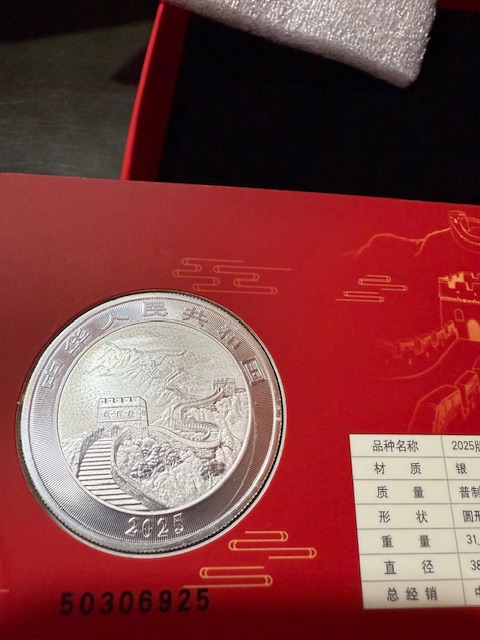 中华人民共和国
2025
50306925
品种名称 2025版
材 质 银
质 量 普制
形 状 圆形
重 量 31.
直 径 38
总 经 销 中